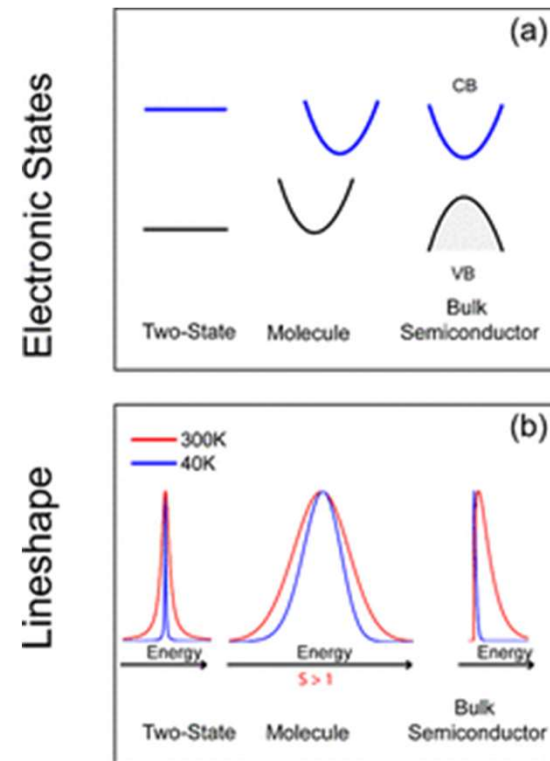 Electronic States
(a)
CB
VB
Two-State
Molecule
Bulk
Semiconductor
Lineshape
(b)
300K
40K
Energy
Energy
Energy
S > 1
Two-State
Molecule
Bulk
Semiconductor